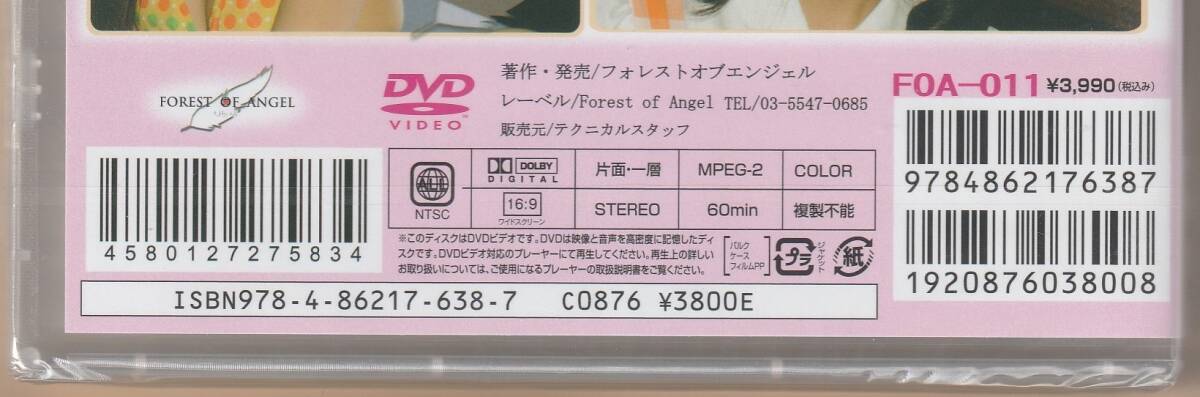 FOREST OF ANGEL
DVD
VIDEO
著作・発売/フォレストオブエンジェル
レーベル/Forest of Angel TEL/03-5547-0685
販売元/テクニカルスタッフ
FOA-011 ¥3,990(税込み)
9784862176387
1920876038008
4580127275834
ALL
NTSC
DOLBY
DIGITAL
片面・一層
MPEG-2
COLOR
16:9
ワイドスクリーン
STEREO
60min
複製不能
※このディスクはDVDビデオです。DVDは映像と音声を高密度に記憶したディ
スクです。DVDビデオ対応のプレーヤーにて再生してください。再生上の詳しい
お取り扱いについては、ご使用になるプレーヤーの取扱説明書をご覧ください。
バルク
ケース
フィルムPP
プラ
ジャケット
紙
ISBN978-4-86217-638-7 C0876 ¥3800E